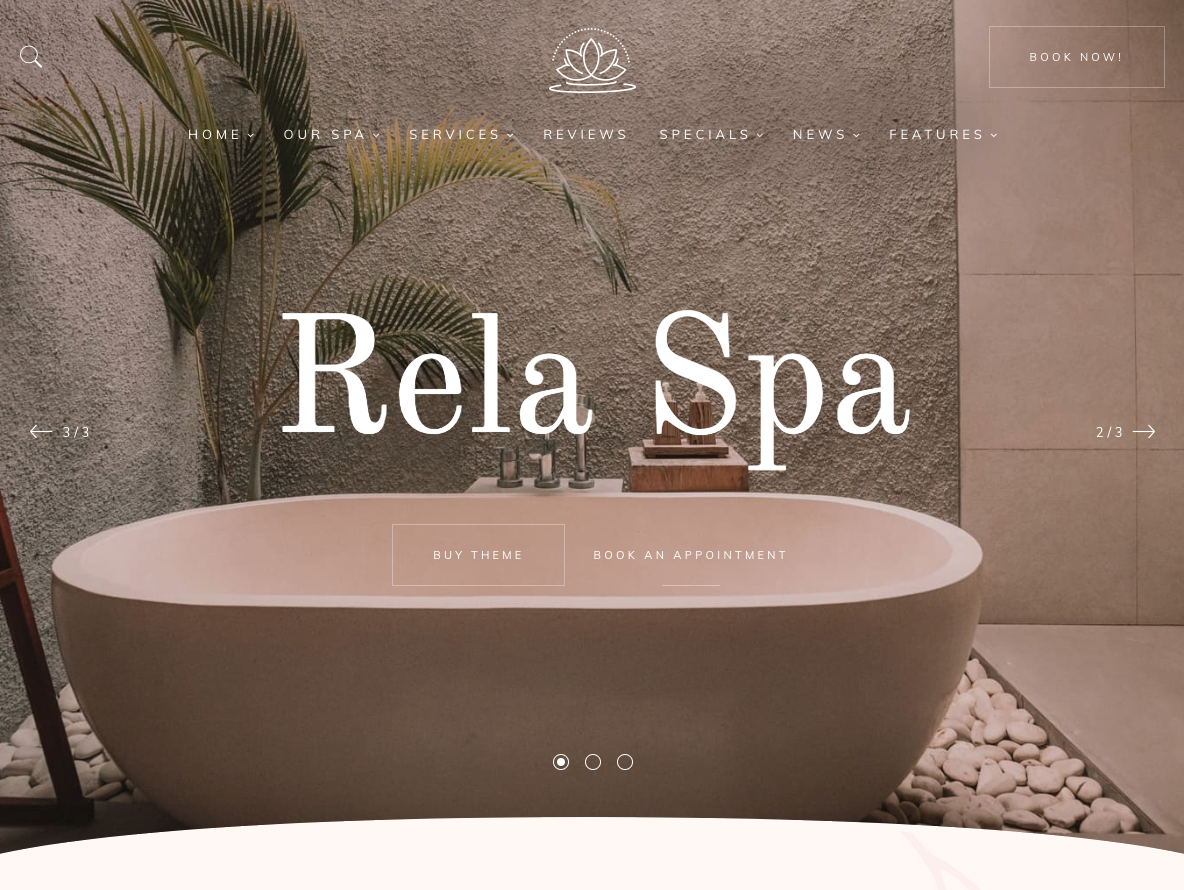 BOOK NOW!
HOME OUR SPA SERVICES REVIEWS SPECIALS NEWS FEATURES
Rela Spa
3/3
2/3
BUY THEME BOOK AN APPOINTMENT